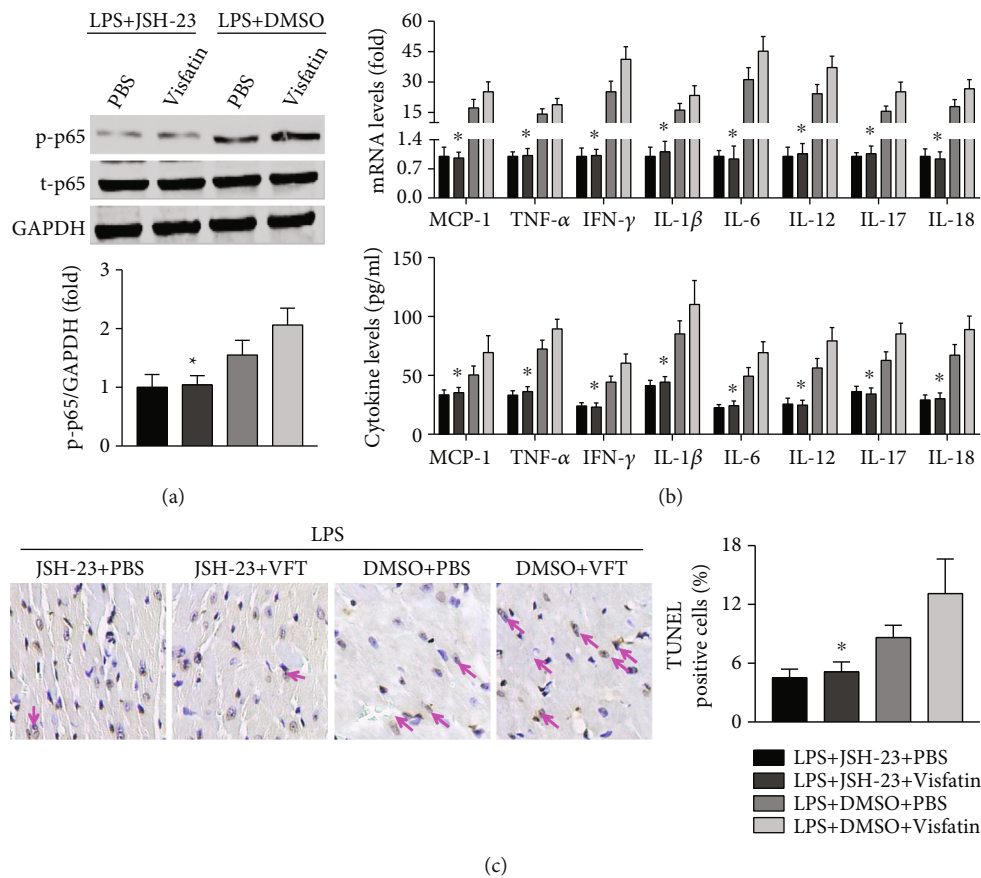 LPS+JSH-23 LPS+DMSO
PBS Visfatin PBS Visfatin
p-p65
t-p65
GAPDH
p-p65/GAPDH (fold)
3
2
1
0
*
(a)
mRNA levels (fold)
60
45
30
15
1.4
0.7
0.0
* * * * * * * *
MCP-1 TNF-α IFN-γ IL-1β IL-6 IL-12 IL-17 IL-18
Cytokine levels (pg/ml)
150
100
50
0
* * * * * * * *
MCP-1 TNF-α IFN-γ IL-1β IL-6 IL-12 IL-17 IL-18
(b)
LPS
JSH-23+PBS JSH-23+VFT DMSO+PBS DMSO+VFT
TUNEL
positive cells (%)
18
12
6
0
*
LPS+JSH-23+PBS
LPS+JSH-23+Visfatin
LPS+DMSO+PBS
LPS+DMSO+Visfatin
(c)